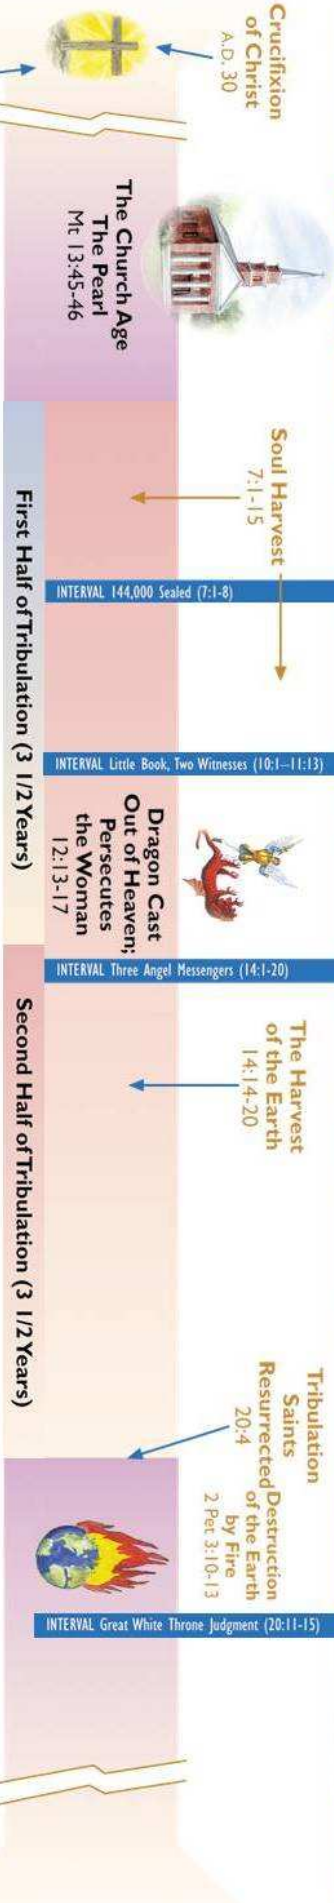 Crucifixion
of Christ
A.D. 30
The Church Age
The Pearl
Mt 13:45-46
Soul Harvest
7:1-15
INTERVAL 144,000 Sealed (7:1-8)
First Half of Tribulation (3 1/2 Years)
INTERVAL Little Book, Two Witnesses (10:1–11:13)
Dragon Cast
Out of Heaven;
Persecutes
the Woman
12:13-17
INTERVAL Three Angel Messengers (14:1-20)
The Harvest
of the Earth
14:14-20
Second Half of Tribulation (3 1/2 Years)
Tribulation
Saints
Resurrected
20:4
Destruction
of the Earth
by Fire
2 Pet 3:10-13
INTERVAL Great White Throne Judgment (20:11-15)